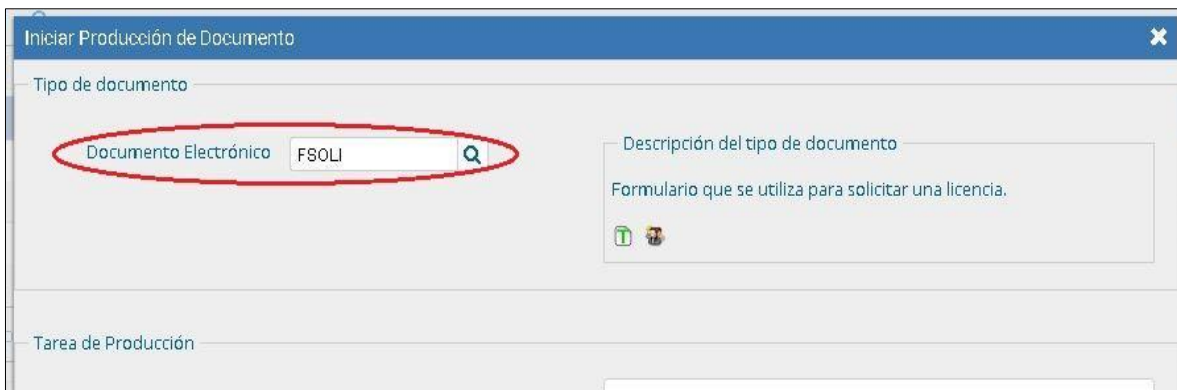 Iniciar Producción de Documento
Tipo de documento
Documento Electrónico FSOLI
Descripción del tipo de documento
Formulario que se utiliza para solicitar una licencia.
T
Tarea de Producción